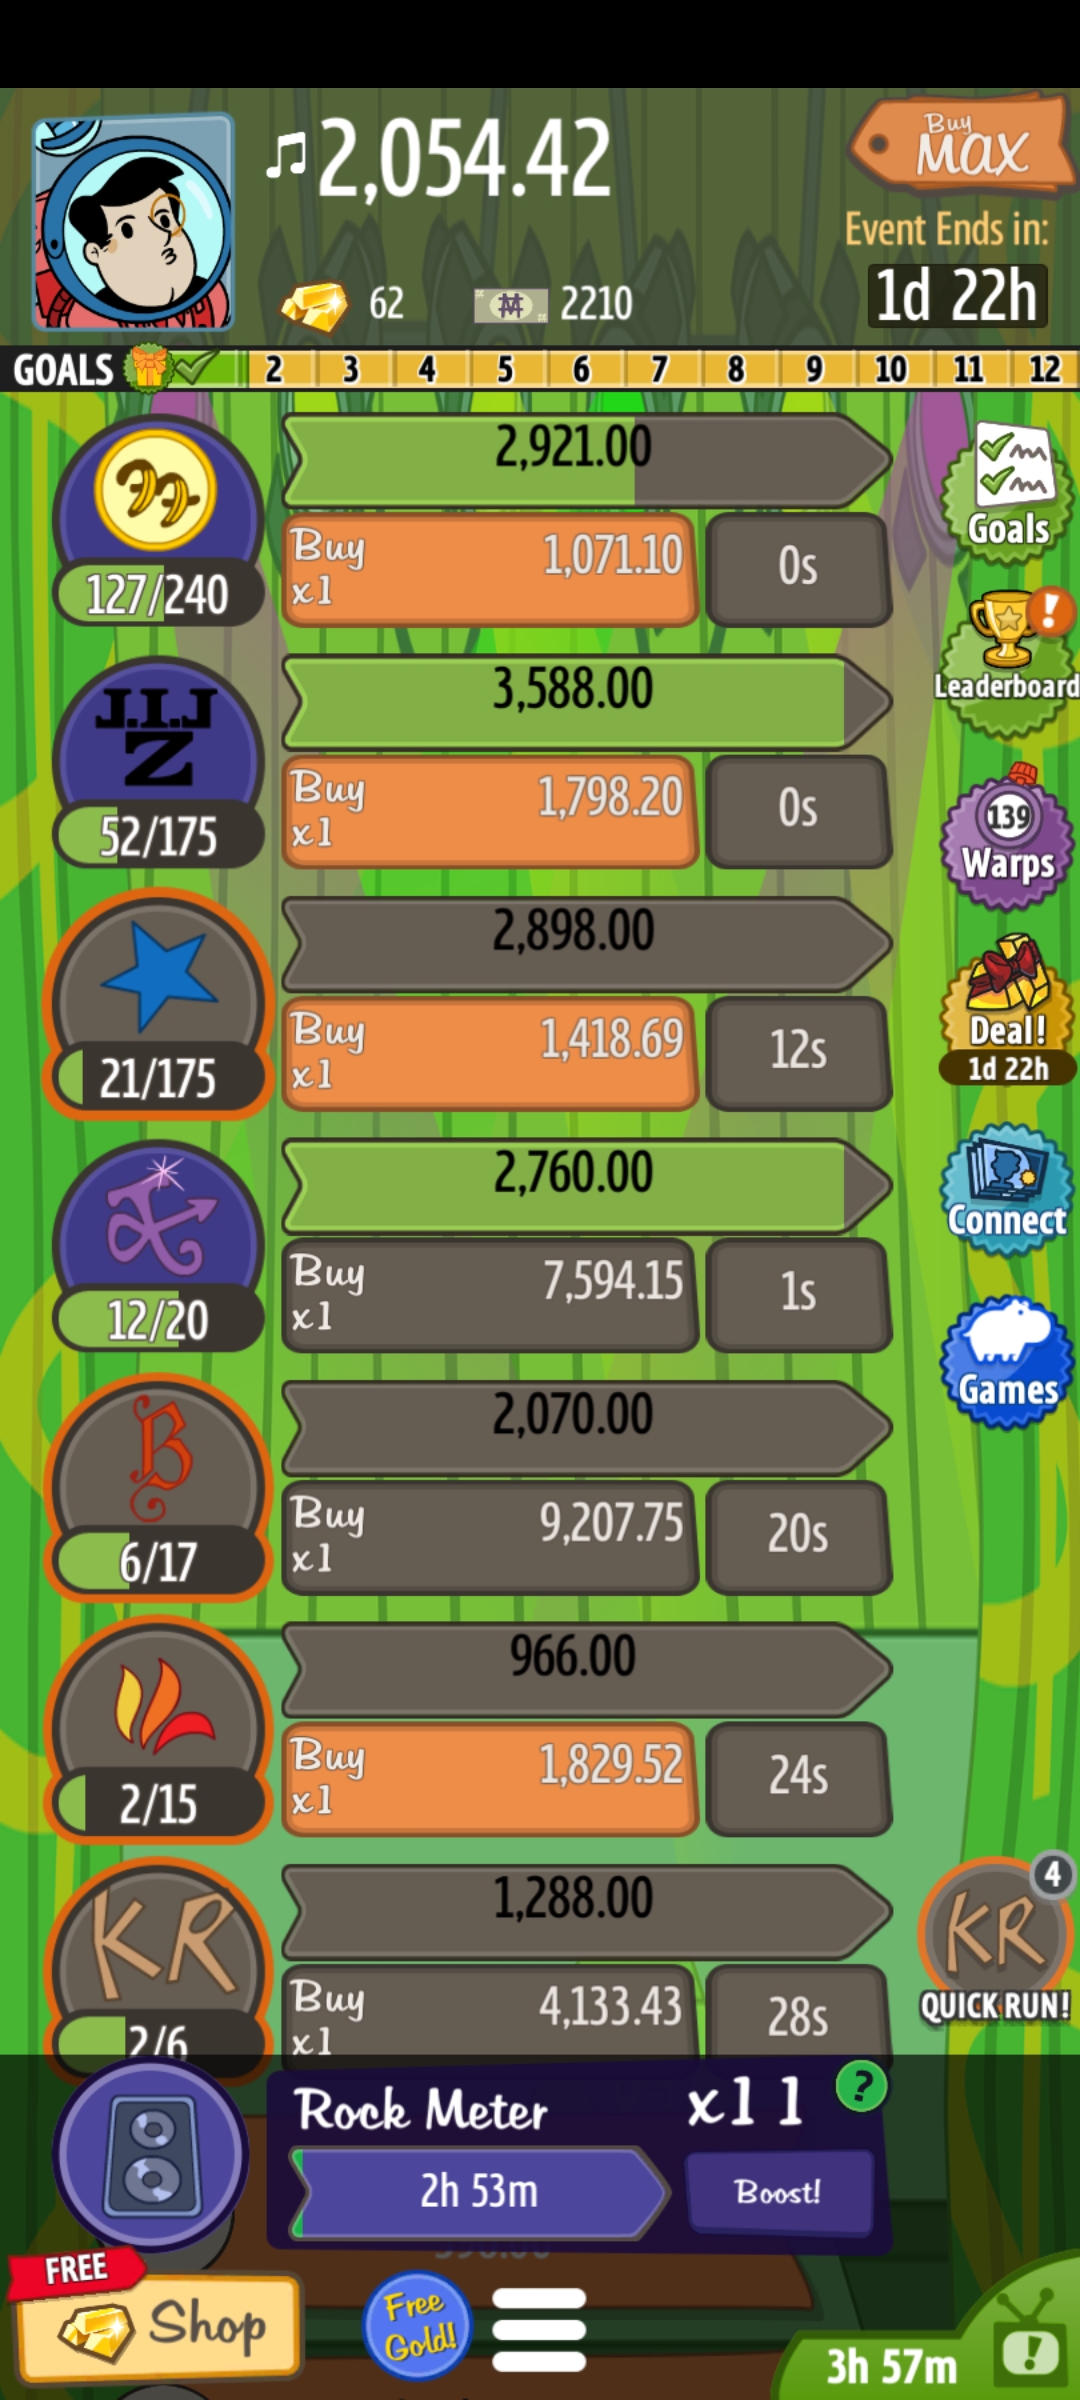 2,054.42
Buy
MAX
Event Ends in:
1d 22h
62
2210
GOALS 2 3 4 5 6 7 8 9 10 11 12
2,921.00
Buy
x1
1,071.10
0s
127/240
Goals
J.I.J
Z
3,588.00
Buy
x1
1,798.20
0s
52/175
!
Leaderboard
139
Warps
2,898.00
Buy
x1
1,418.69
12s
21/175
Deal!
1d 22h
2,760.00
Buy
x1
7,594.15
1s
12/20
Connect
Games
B
2,070.00
Buy
x1
9,207.75
20s
6/17
966.00
Buy
x1
1,829.52
24s
2/15
KR
1,288.00
Buy
x1
4,133.43
28s
2/6
4
KR
QUICK RUN!
Rock Meter
x11
?
2h 53m
Boost!
FREE
Shop
Free
Gold!
3h 57m
!